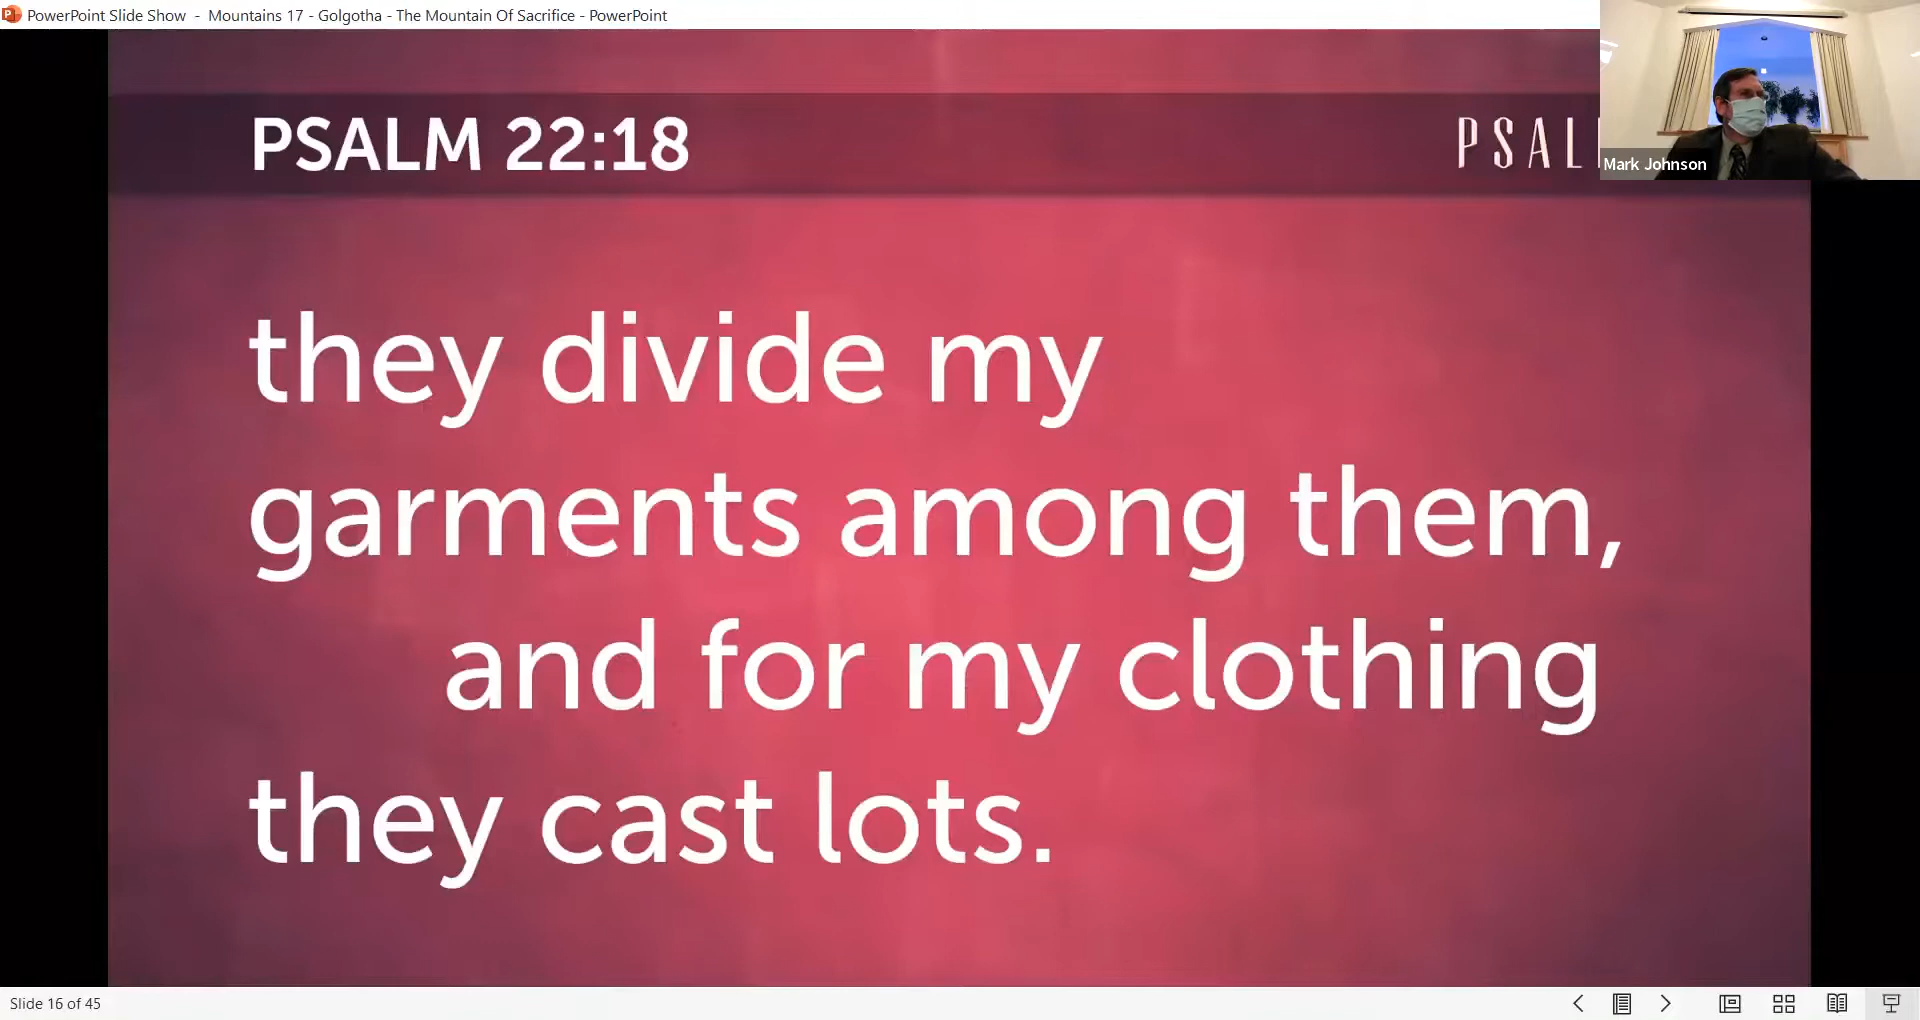 PowerPoint Slide Show - Mountains 17 - Golgotha - The Mountain Of Sacrifice - PowerPoint
PSALM 22:18
PSAL
Mark Johnson
they divide my
garments among them,
and for my clothing
they cast lots.
Slide 16 of 45